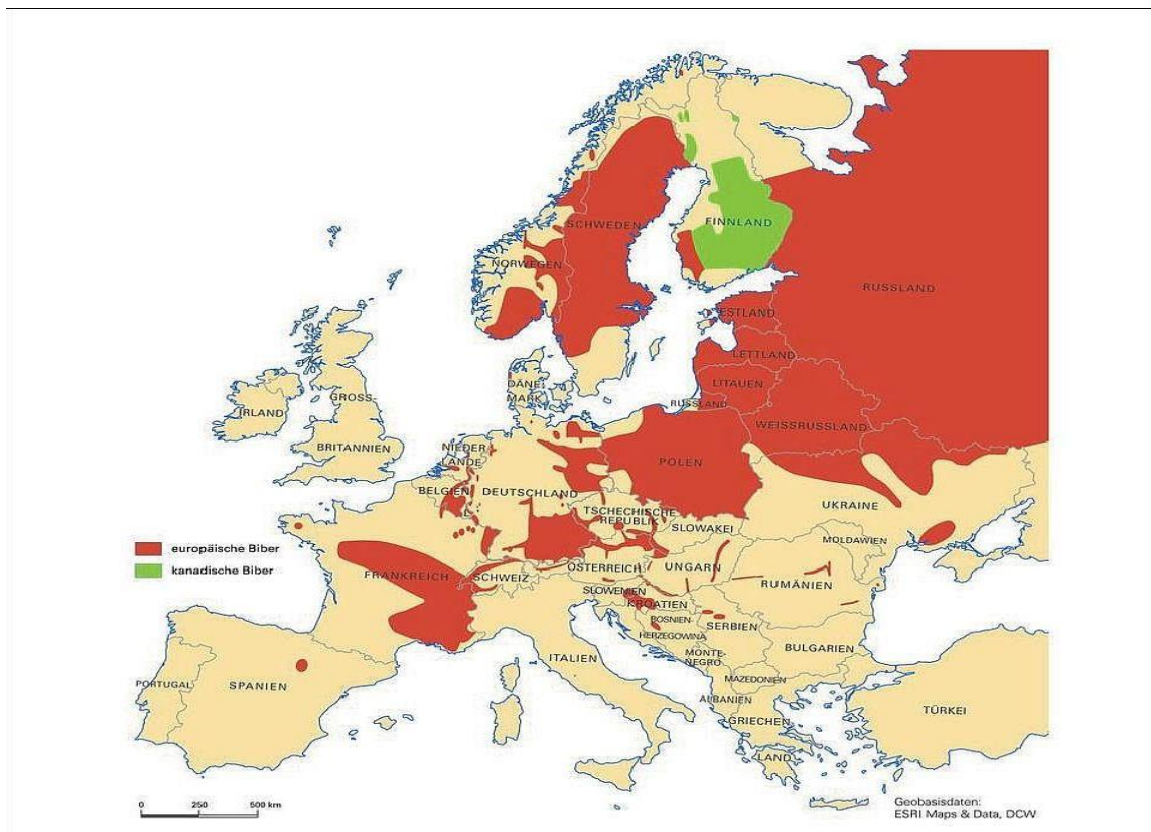 SCHWEDEN
FINNLAND
NORWEGEN
RUSSLAND
ESTLAND
LETTLAND
DÄNE
MARK
LITAUEN
RUSSLAND
GROSS-
BRITANNIEN
IRLAND
WEISSRUSSLAND
NIEDER-
LANDE
POLEN
BELGIEN
DEUTSCHLAND
UKRAINE
TSCHECHISCHE
REPUBLIK
SLOWAKEI
MOLDAWIEN
europäische Biber
kanadische Biber
FRANKREICH
SCHWEIZ
ÖSTERREICH
UNGARN
RUMÄNIEN
SLOWENIEN
KROATIEN
BOSNIEN-
HERZEGOWINA
SERBIEN
MONTE-
NEGRO
BULGARIEN
ITALIEN
MAZEDONIEN
ALBANIEN
PORTUGAL
SPANIEN
TÜRKEI
GRIECHEN
LAND
0 250 500 km
Geobasisdaten:
ESRI Maps & Data, DCW